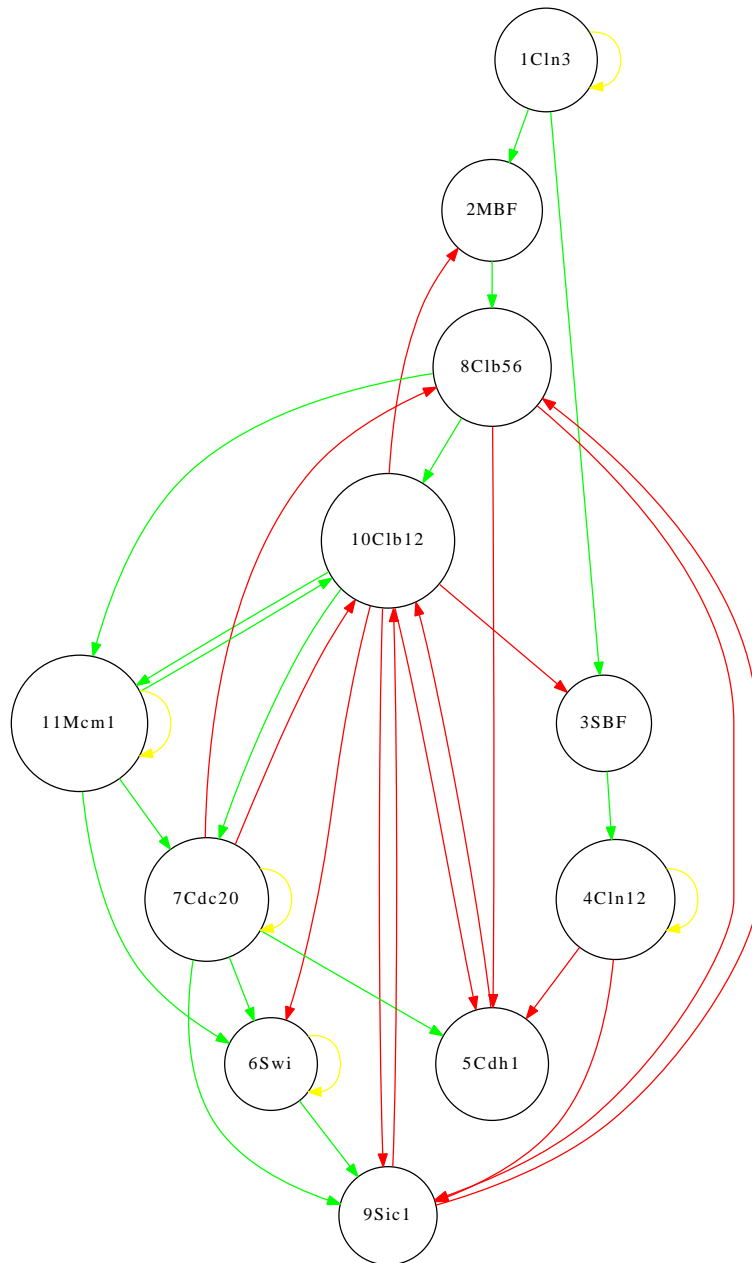 1Cln3
2MBF
8Clb56
10Clb12
11Mcm1
3SBF
7Cdc20
4Cln12
6Swi
5Cdh1
9Sic1